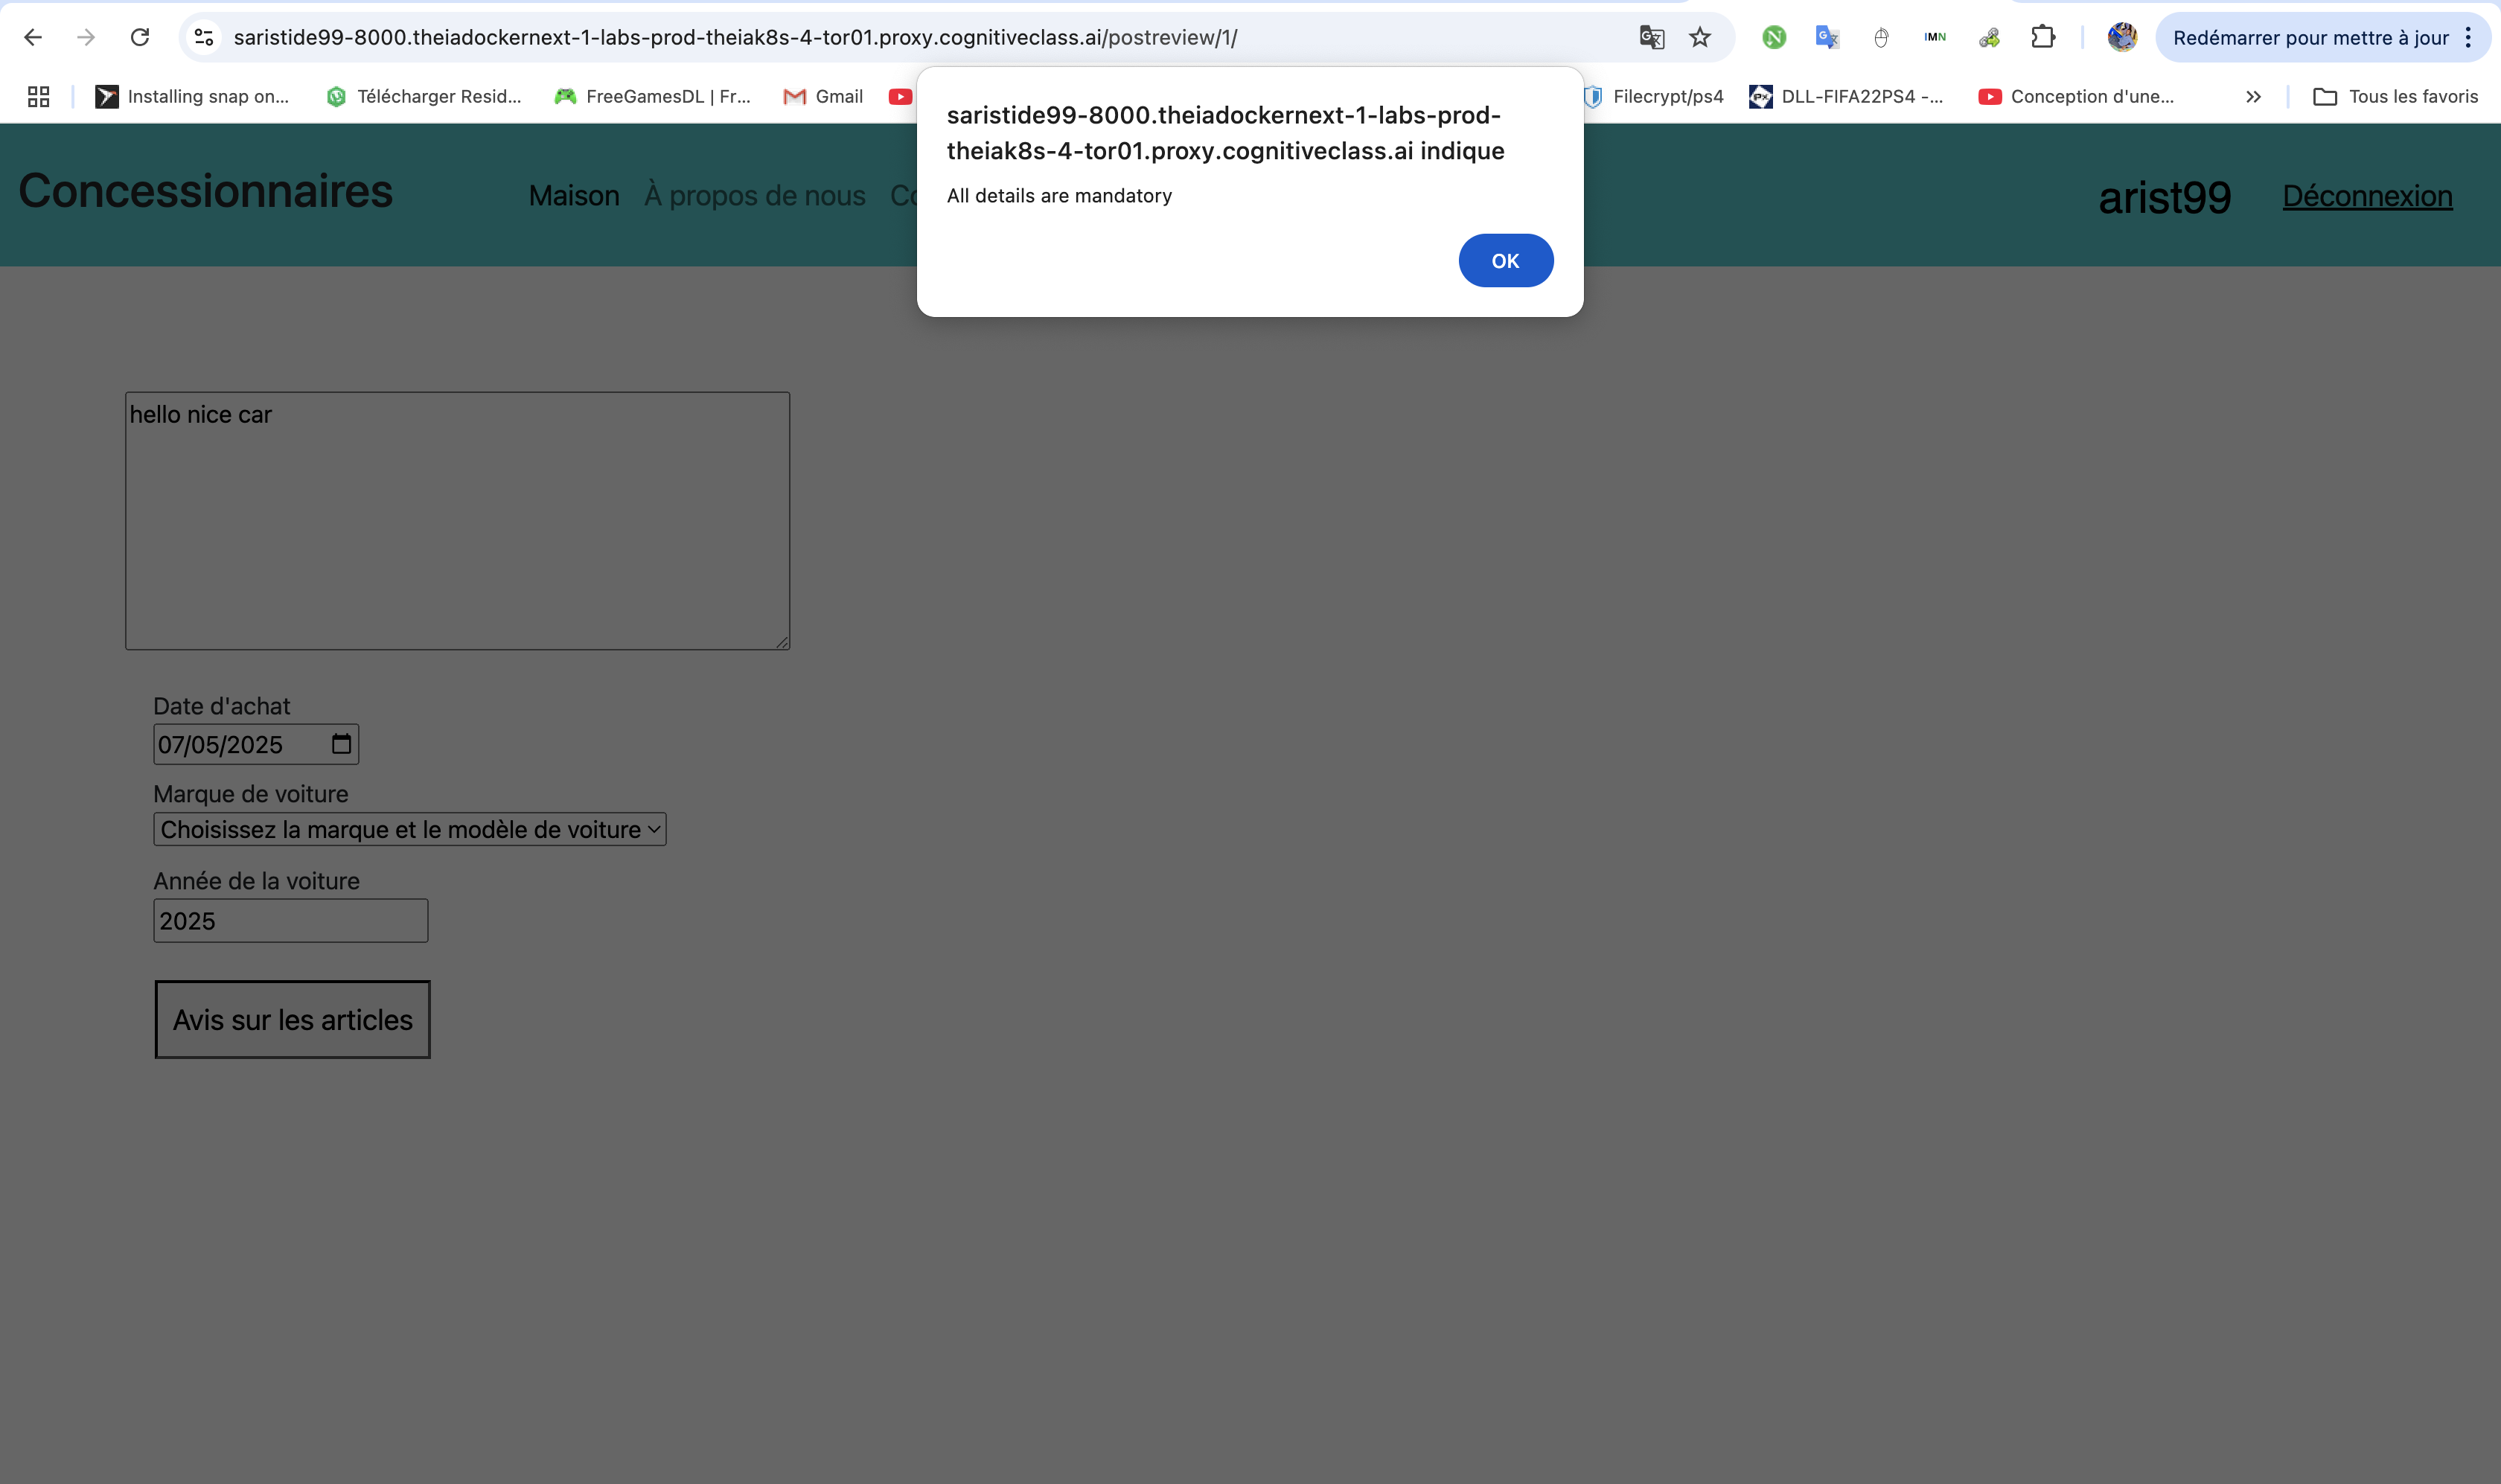 saristide99-8000.theiadockernext-1-labs-prod-theiak8s-4-tor01.proxy.cognitiveclass.ai/postreview/1/
IMN
Redémarrer pour mettre à jour
Installing snap on...
Télécharger Resid...
FreeGamesDL | Fr...
Gmail
Filecrypt/ps4
DLL-FIFA22PS4 -...
Conception d'une...
Tous les favoris
saristide99-8000.theiadockernext-1-labs-prod-
theiak8s-4-tor01.proxy.cognitiveclass.ai indique
All details are mandatory
OK
Concessionnaires
Maison
À propos de nous
Co
arist99
Déconnexion
hello nice car
Date d'achat
07/05/2025
Marque de voiture
Choisissez la marque et le modèle de voiture
Année de la voiture
2025
Avis sur les articles